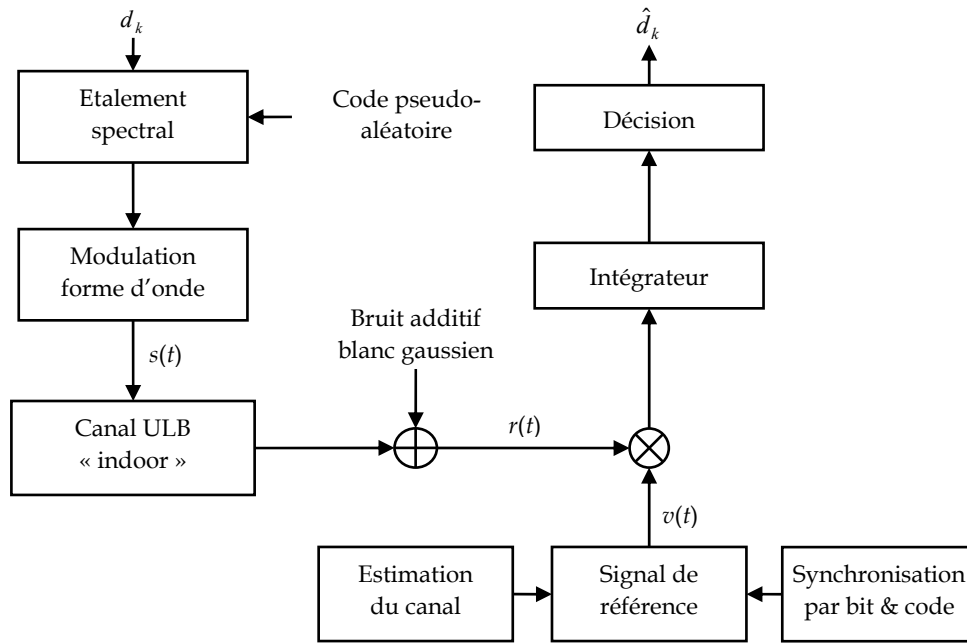 d_k
Etalement
spectral
Code pseudo-
aléatoire
Modulation
forme d'onde
s(t)
Canal ULB
« indoor »
Bruit additif
blanc gaussien
r(t)
d̂_k
Décision
Intégrateur
v(t)
Estimation
du canal
Signal de
référence
Synchronisation
par bit & code